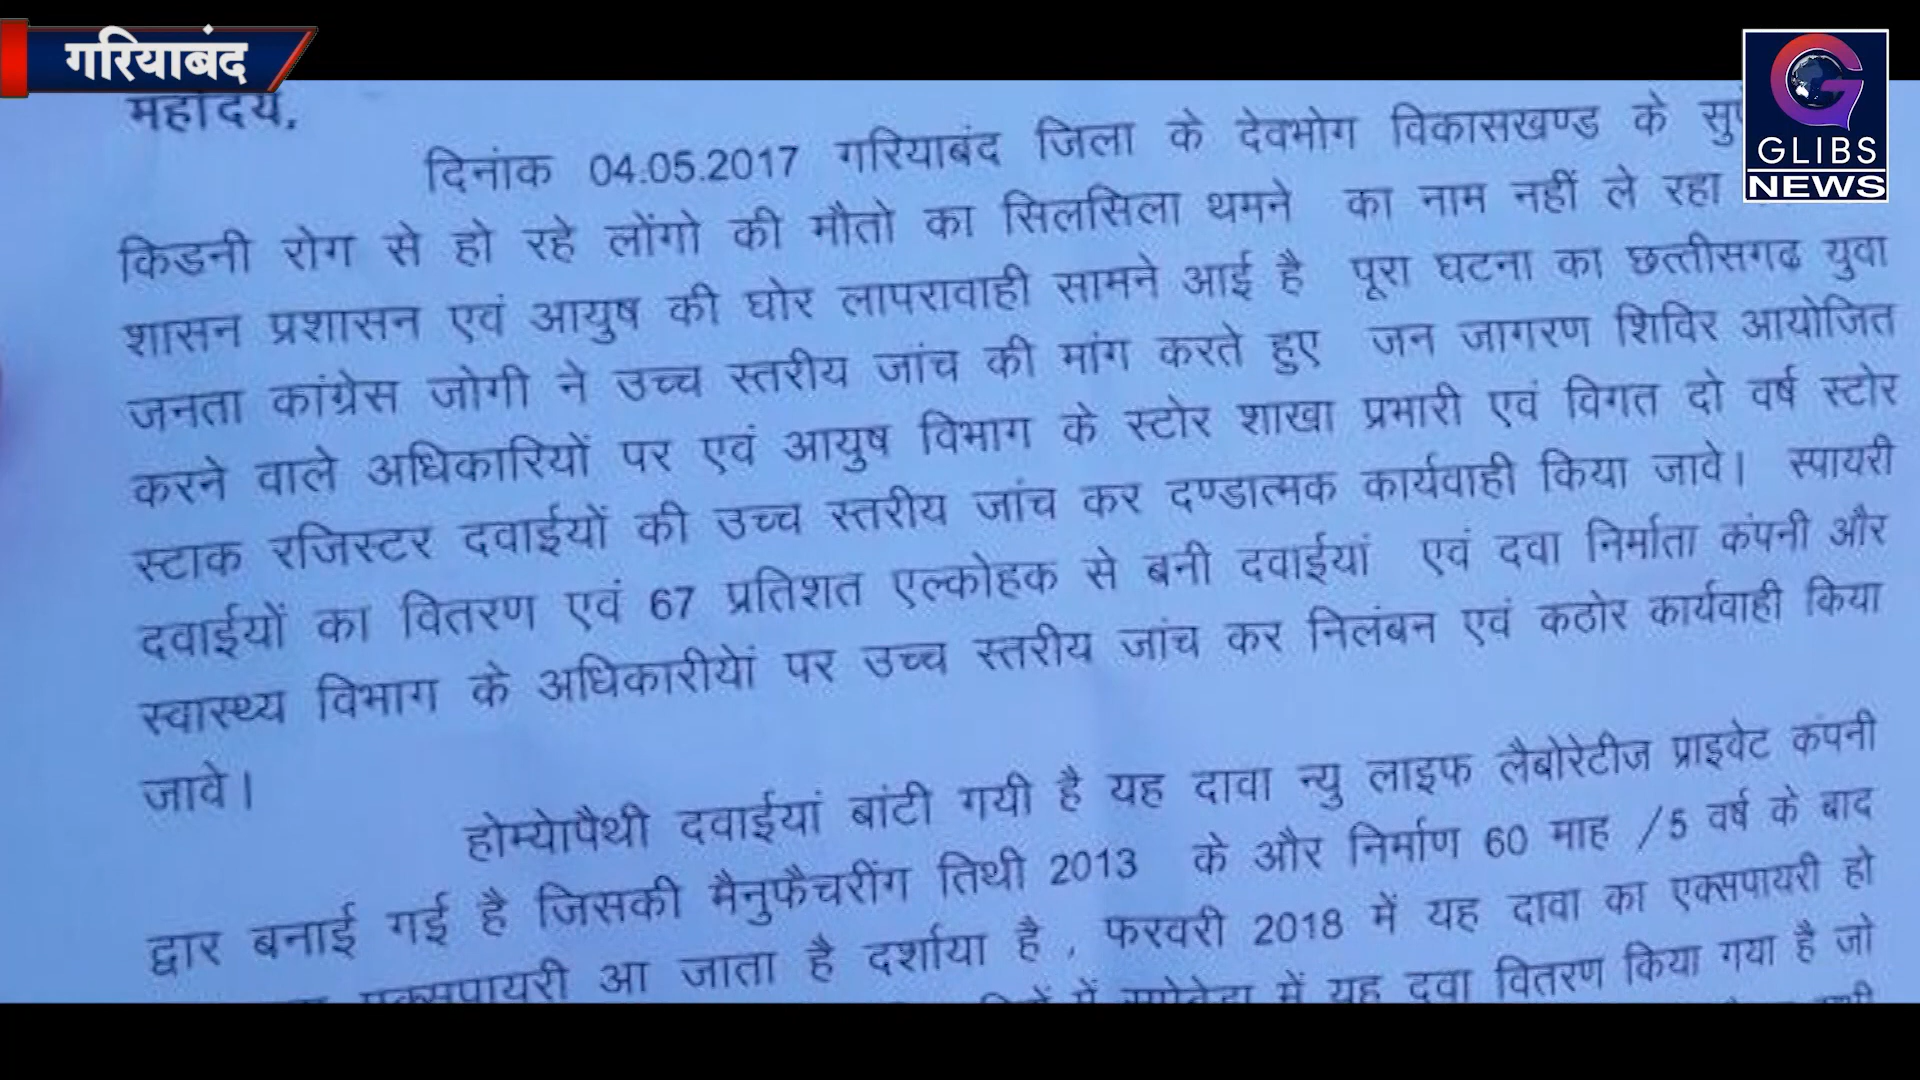 गरियाबंद
GLIBS
NEWS
महोदय,
दिनांक 04.05.2017 गरियाबंद जिला के देवभोग विकासखण्ड के
किडनी रोग से हो रहे लोंगो की मौतो का सिलसिला थमने का नाम नहीं ले रहा
शासन प्रशासन एवं आयुष की घोर लापरावाही सामने आई है पूरा घटना का छत्तीसगढ युवा
जनता कांग्रेस जोगी ने उच्च स्तरीय जांच की मांग करते हुए जन जागरण शिविर आयोजित
करने वाले अधिकारियों पर एवं आयुष विभाग के स्टोर शाखा प्रभारी एवं विगत दो वर्ष स्टोर
स्टाक रजिस्टर दवाईयों की उच्च स्तरीय जांच कर दण्डात्मक कार्यवाही किया जावे। स्पायरी
दवाईयों का वितरण एवं 67 प्रतिशत एल्कोहक से बनी दवाईयां एवं दवा निर्माता कंपनी और
स्वास्थ्य विभाग के अधिकारीयों पर उच्च स्तरीय जांच कर निलंबन एवं कठोर कार्यवाही किया
जावे।
होम्योपैथी दवाईयां बांटी गयी है यह दावा न्यु लाइफ लैबोरेटीज प्राइवेट कंपनी
द्वार बनाई गई है जिसकी मैनुफैचरींग तिथी 2013 के और निर्माण 60 माह /5 वर्ष के बाद
एक्सपायरी आ जाता है दर्शाया है, फरवरी 2018 में यह दावा का एक्सपायरी हो
में यह दवा वितरण किया गया है जो